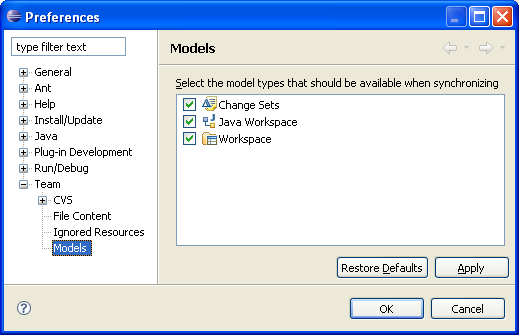 Preferences
type filter text
General
Ant
Help
Install/Update
Java
Plug-in Development
Run/Debug
Team
CVS
File Content
Ignored Resources
Models
Models
Select the model types that should be available when synchronizing
Change Sets
Java Workspace
Workspace
Restore Defaults
Apply
?
OK
Cancel